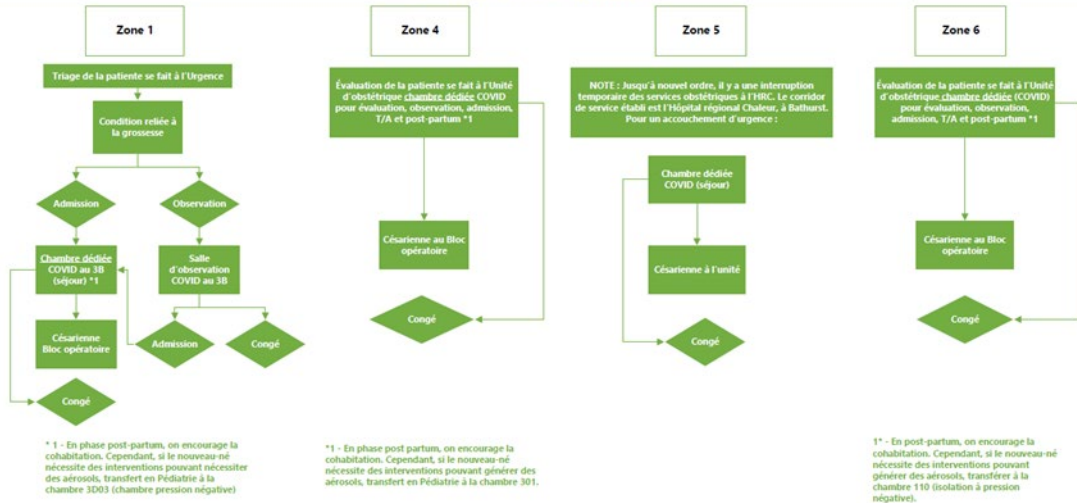 Zone 1
Triage de la patiente se fait à l'Urgence
Condition reliée à
la grossesse
Admission
Observation
Chambre dédiée
COVID au 3B
(séjour) *1
Salle
d'observation
COVID au 3B
Césarienne
Bloc opératoire
Admission
Congé
Congé
* 1 - En phase post-partum, on encourage la
cohabitation. Cependant, si le nouveau-né
nécessite des interventions pouvant nécessiter
des aérosols, transfert en Pédiatrie à la
chambre 3D03 (chambre pression négative)
Zone 4
Évaluation de la patiente se fait à l'Unité
d'obstétrique chambre dédiée COVID
pour évaluation, observation, admission,
T/A et post-partum *1
Césarienne au Bloc
opératoire
Congé
*1 - En phase post partum, on encourage la
cohabitation. Cependant, si le nouveau-né
nécessite des interventions pouvant générer des
aérosols, transfert en Pédiatrie à la chambre 301.
Zone 5
NOTE : Jusqu'à nouvel ordre, il y a une interruption
temporaire des services obstétriques à l'HRC. Le corridor
de service établi est l'Hôpital régional Chaleur, à Bathurst.
Pour un accouchement d'urgence :
Chambre dédiée
COVID (séjour)
Césarienne à l'unité
Congé
Zone 6
Évaluation de la patiente se fait à l'Unité
d'obstétrique chambre dédiée (COVID)
pour évaluation, observation,
admission, T/A et post-partum *1
Césarienne au Bloc
opératoire
Congé
1* - En post-partum, on encourage la
cohabitation. Cependant, si le nouveau-né
nécessite des interventions pouvant
générer des aérosols, transférer à la
chambre 110 (isolation à pression
négative).